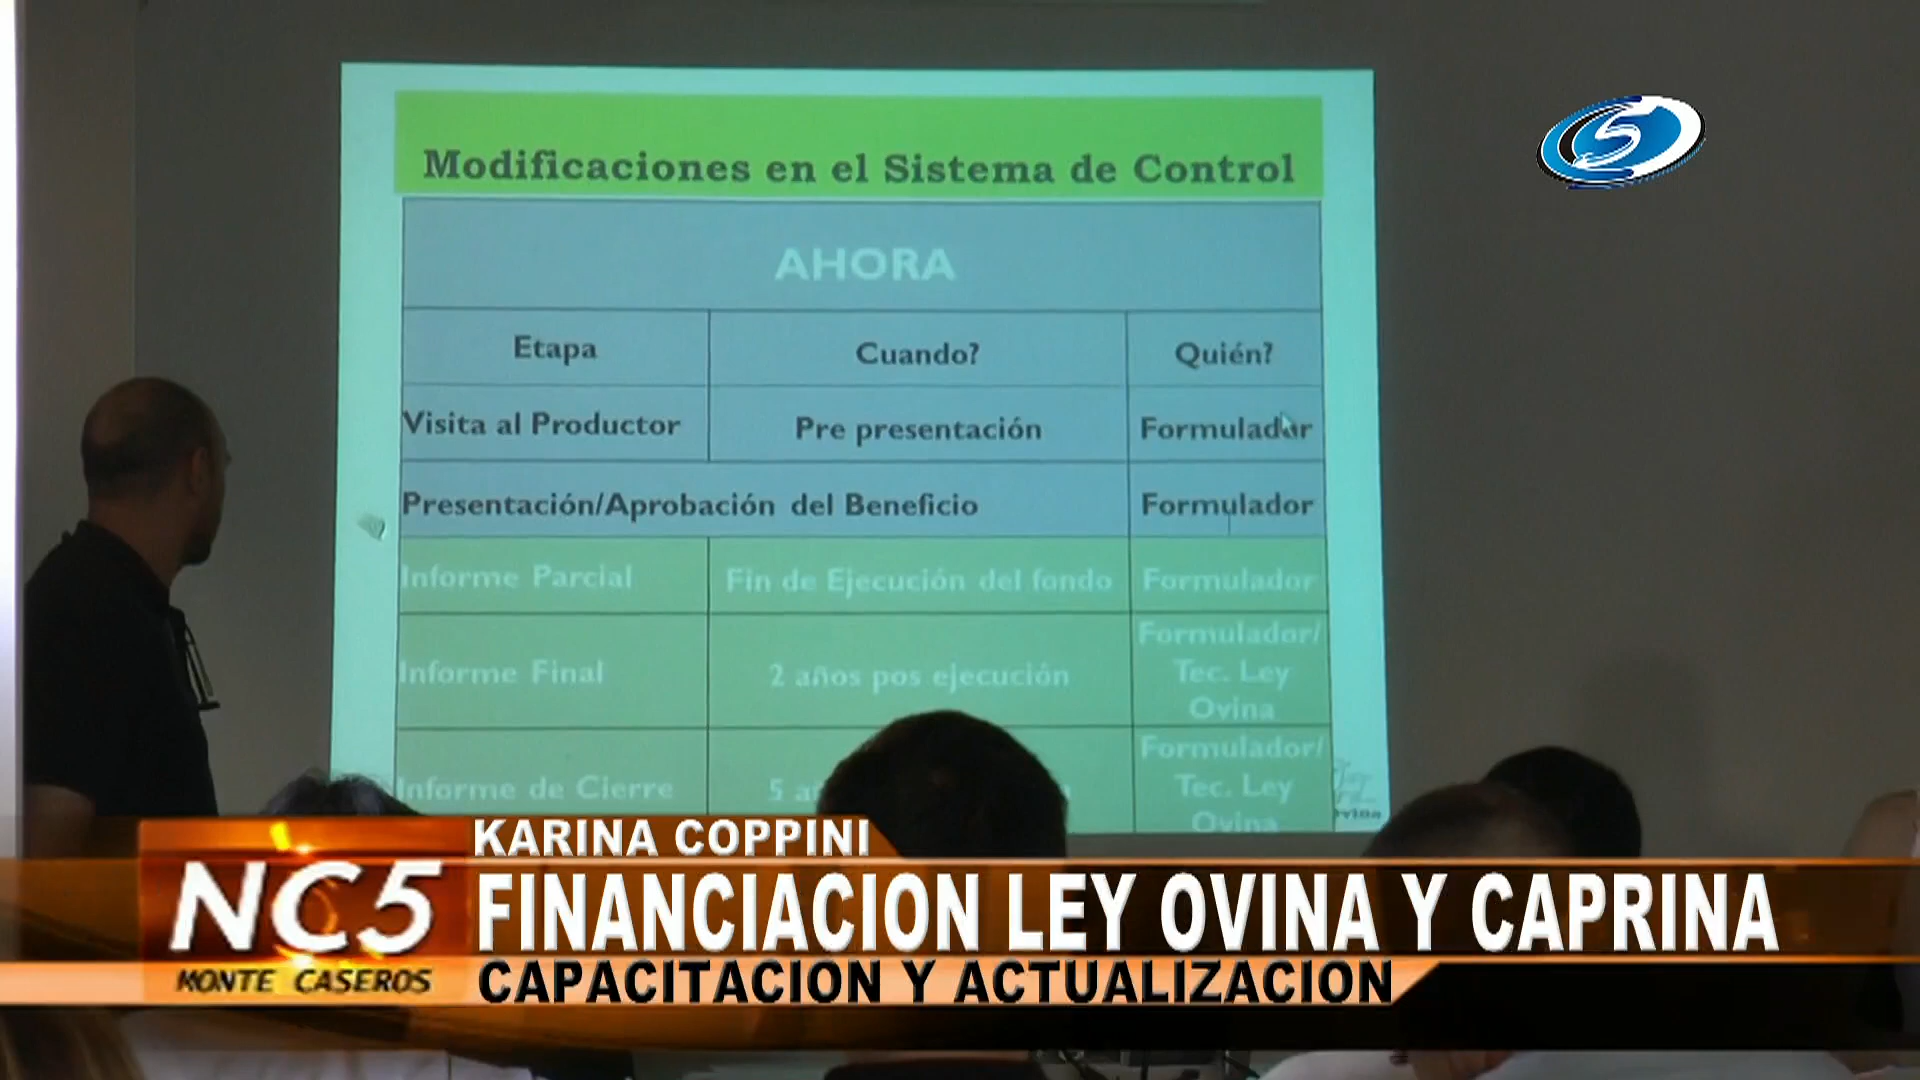 Modificaciones en el Sistema de Control
AHORA
Etapa Cuando? Quién?
Visita al Productor Pre presentación Formulador
Presentación/Aprobación del Beneficio Formulador
Informe Parcial Fin de Ejecución del fondo Formulador
Informe Final 2 años pos ejecución Formulador/
Tec. Ley
Ovina
Informe de Cierre 5 Formulador/
Tec. Ley
Ovina
5
KARINA COPPINI
NC5
FINANCIACION LEY OVINA Y CAPRINA
MONTE CASEROS
CAPACITACION Y ACTUALIZACION